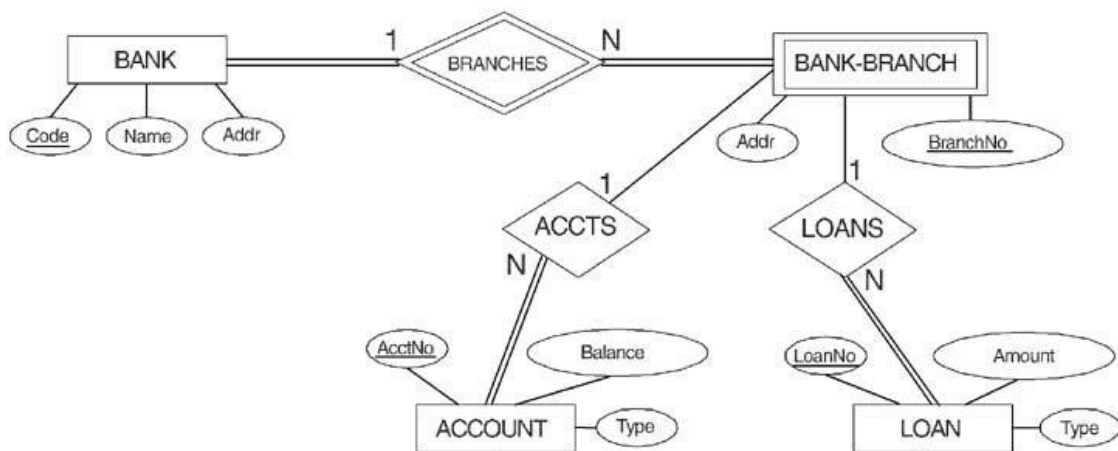 1
N
BANK
BRANCHES
BANK-BRANCH
Code
Name
Addr
Addr
BranchNo
1
1
ACCTS
LOANS
N
N
AcctNo
Balance
LoanNo
Amount
ACCOUNT
Type
LOAN
Type